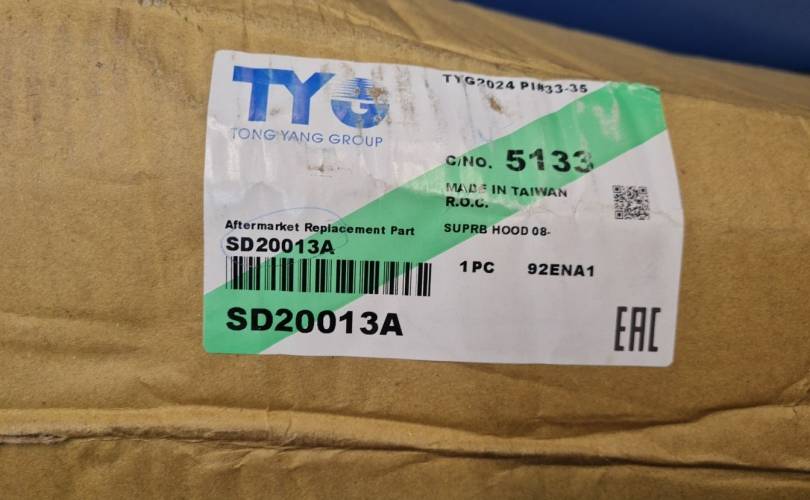 TYG
TONG YANG GROUP
TYG2024 PI#33-35
C/NO. 5133
MADE IN TAIWAN
R.O.C.
Aftermarket Replacement Part
SUPRB HOOD 08-
SD20013A
1PC 92ENA1
SD20013A
EAC